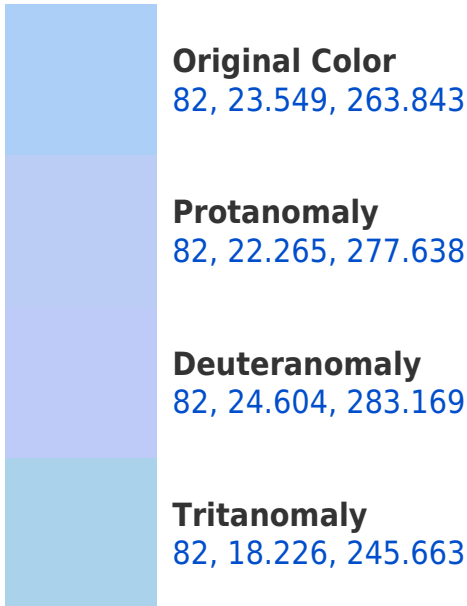 Original Color
82, 23.549, 263.843
Protanomaly
82, 22.265, 277.638
Deuteranomaly
82, 24.604, 283.169
Tritanomaly
82, 18.226, 245.663